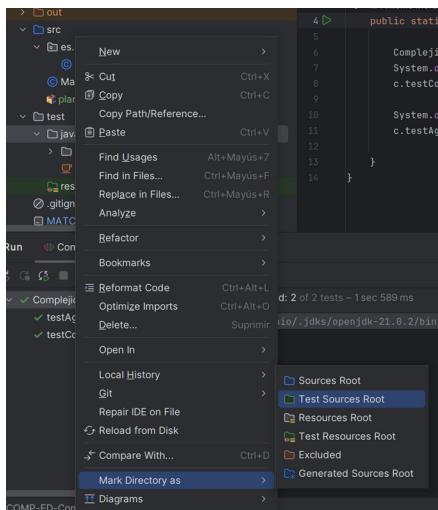 out
src
es.
Ma
plan
test
java
res
.gitign
MATC
4 public stati
5
6 Compleji
7 System.o
8 c.testCo
9
10 System.o
11 c.testAg
12
13 }
14 }
New
Cut Ctrl+X
Copy Ctrl+C
Copy Path/Reference...
Paste Ctrl+V
Find Usages Alt+Mayús+7
Find in Files... Ctrl+Mayús+F
Replace in Files... Ctrl+Mayús+R
Analyze
Refactor
Bookmarks
Reformat Code Ctrl+Alt+L
Optimize Imports Ctrl+Alt+O
Delete... Suprimir
Open In
Local History
Git
Repair IDE on File
Reload from Disk
Compare With... Ctrl+D
Mark Directory as
Diagrams
Sources Root
Test Sources Root
Resources Root
Test Resources Root
Excluded
Generated Sources Root
Run Con
Complejic
testAg
testCo
d: 2 of 2 tests – 1 sec 589 ms
io/.jdks/openjdk-21.0.2/bin
COMP-ED-Con